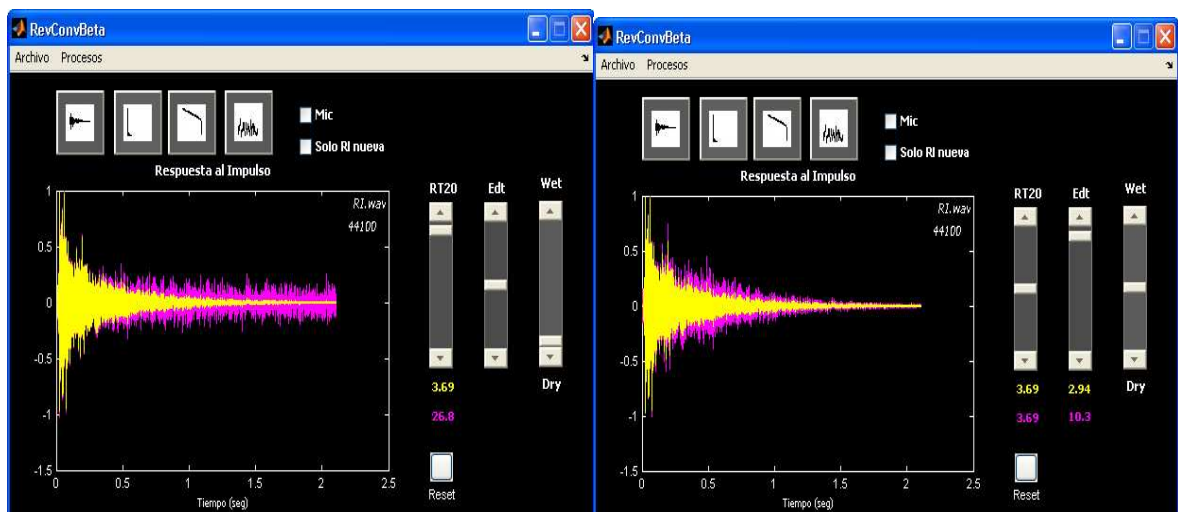 RevConvBeta
Archivo Procesos
Mic
Solo RI nueva
Respuesta al Impulso
RT20 Edt Wet
RI.wav
44100
1
0.5
0
-0.5
-1
-1.5
0 0.5 1 1.5 2 2.5
Tiempo (seg)
3.69
26.8
Dry
Reset
RevConvBeta
Archivo Procesos
Mic
Solo RI nueva
Respuesta al Impulso
RT20 Edt Wet
RI.wav
44100
1
0.5
0
-0.5
-1
-1.5
0 0.5 1 1.5 2 2.5
Tiempo (seg)
3.69 2.94 Dry
3.69 10.3
Reset